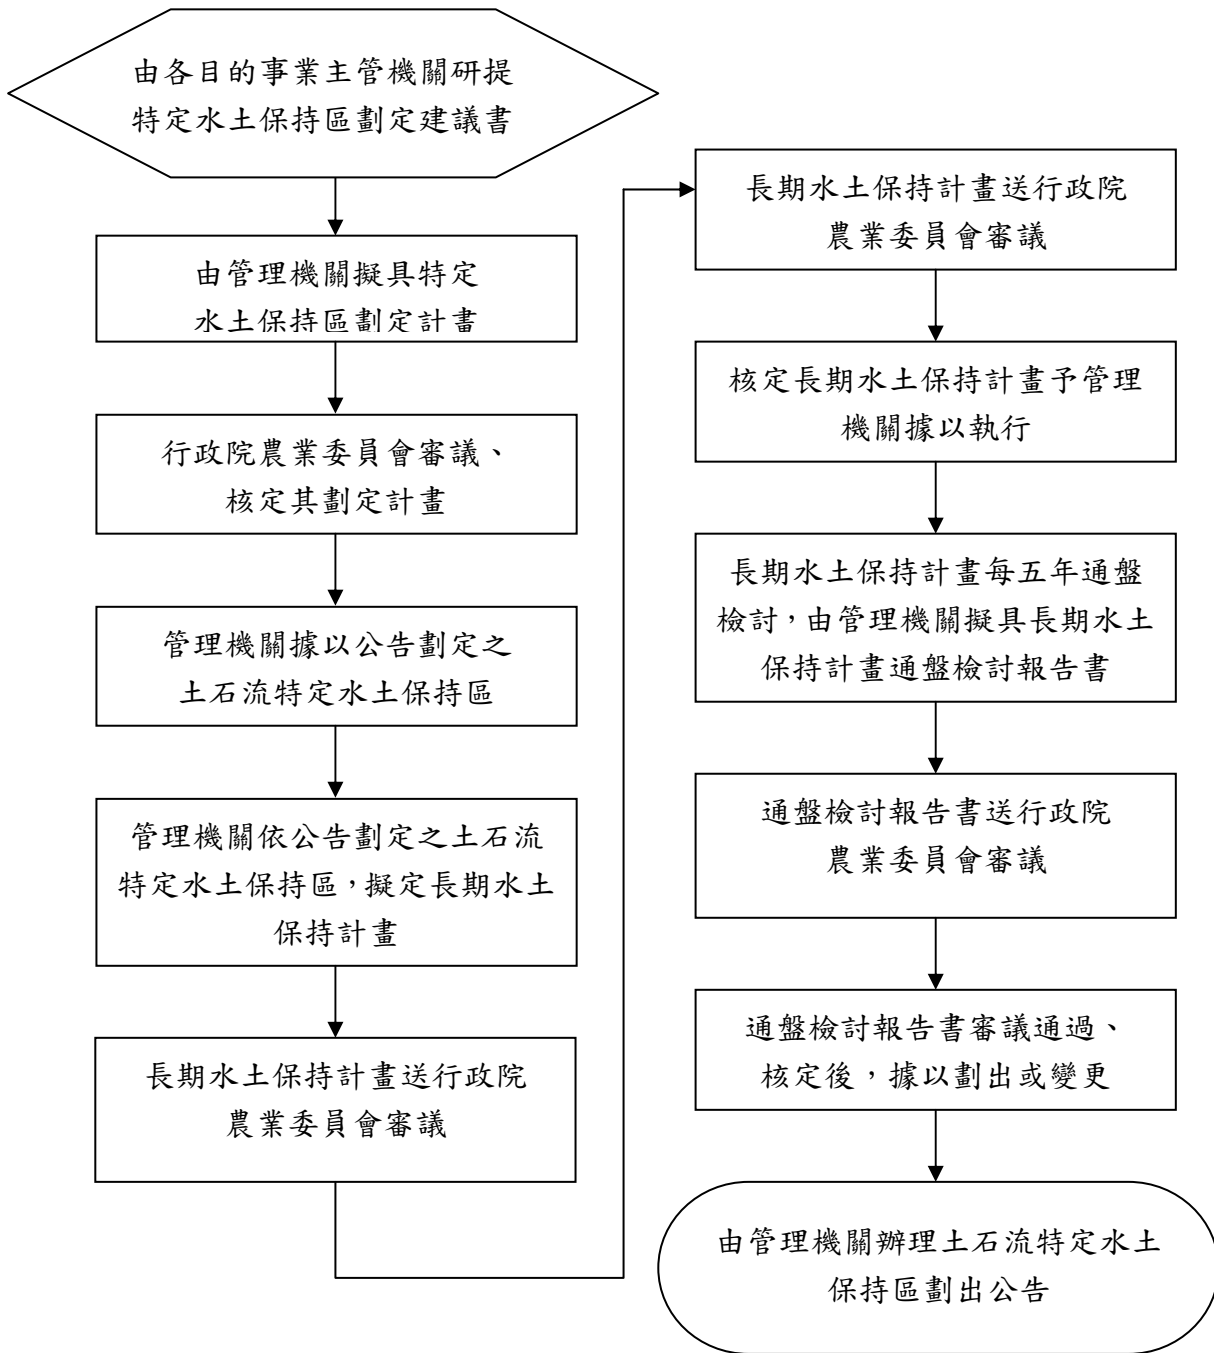 由各目的事業主管機關研提
特定水土保持區劃定建議書
由管理機關擬具特定
水土保持區劃定計畫
行政院農業委員會審議、
核定其劃定計畫
管理機關據以公告劃定之
土石流特定水土保持區
管理機關依公告劃定之土石流
特定水土保持區，擬定長期水土
保持計畫
長期水土保持計畫送行政院
農業委員會審議
長期水土保持計畫送行政院
農業委員會審議
核定長期水土保持計畫予管理
機關據以執行
長期水土保持計畫每五年通盤
檢討，由管理機關擬具長期水土
保持計畫通盤檢討報告書
通盤檢討報告書送行政院
農業委員會審議
通盤檢討報告書審議通過、
核定後，據以劃出或變更
由管理機關辦理土石流特定水土
保持區劃出公告